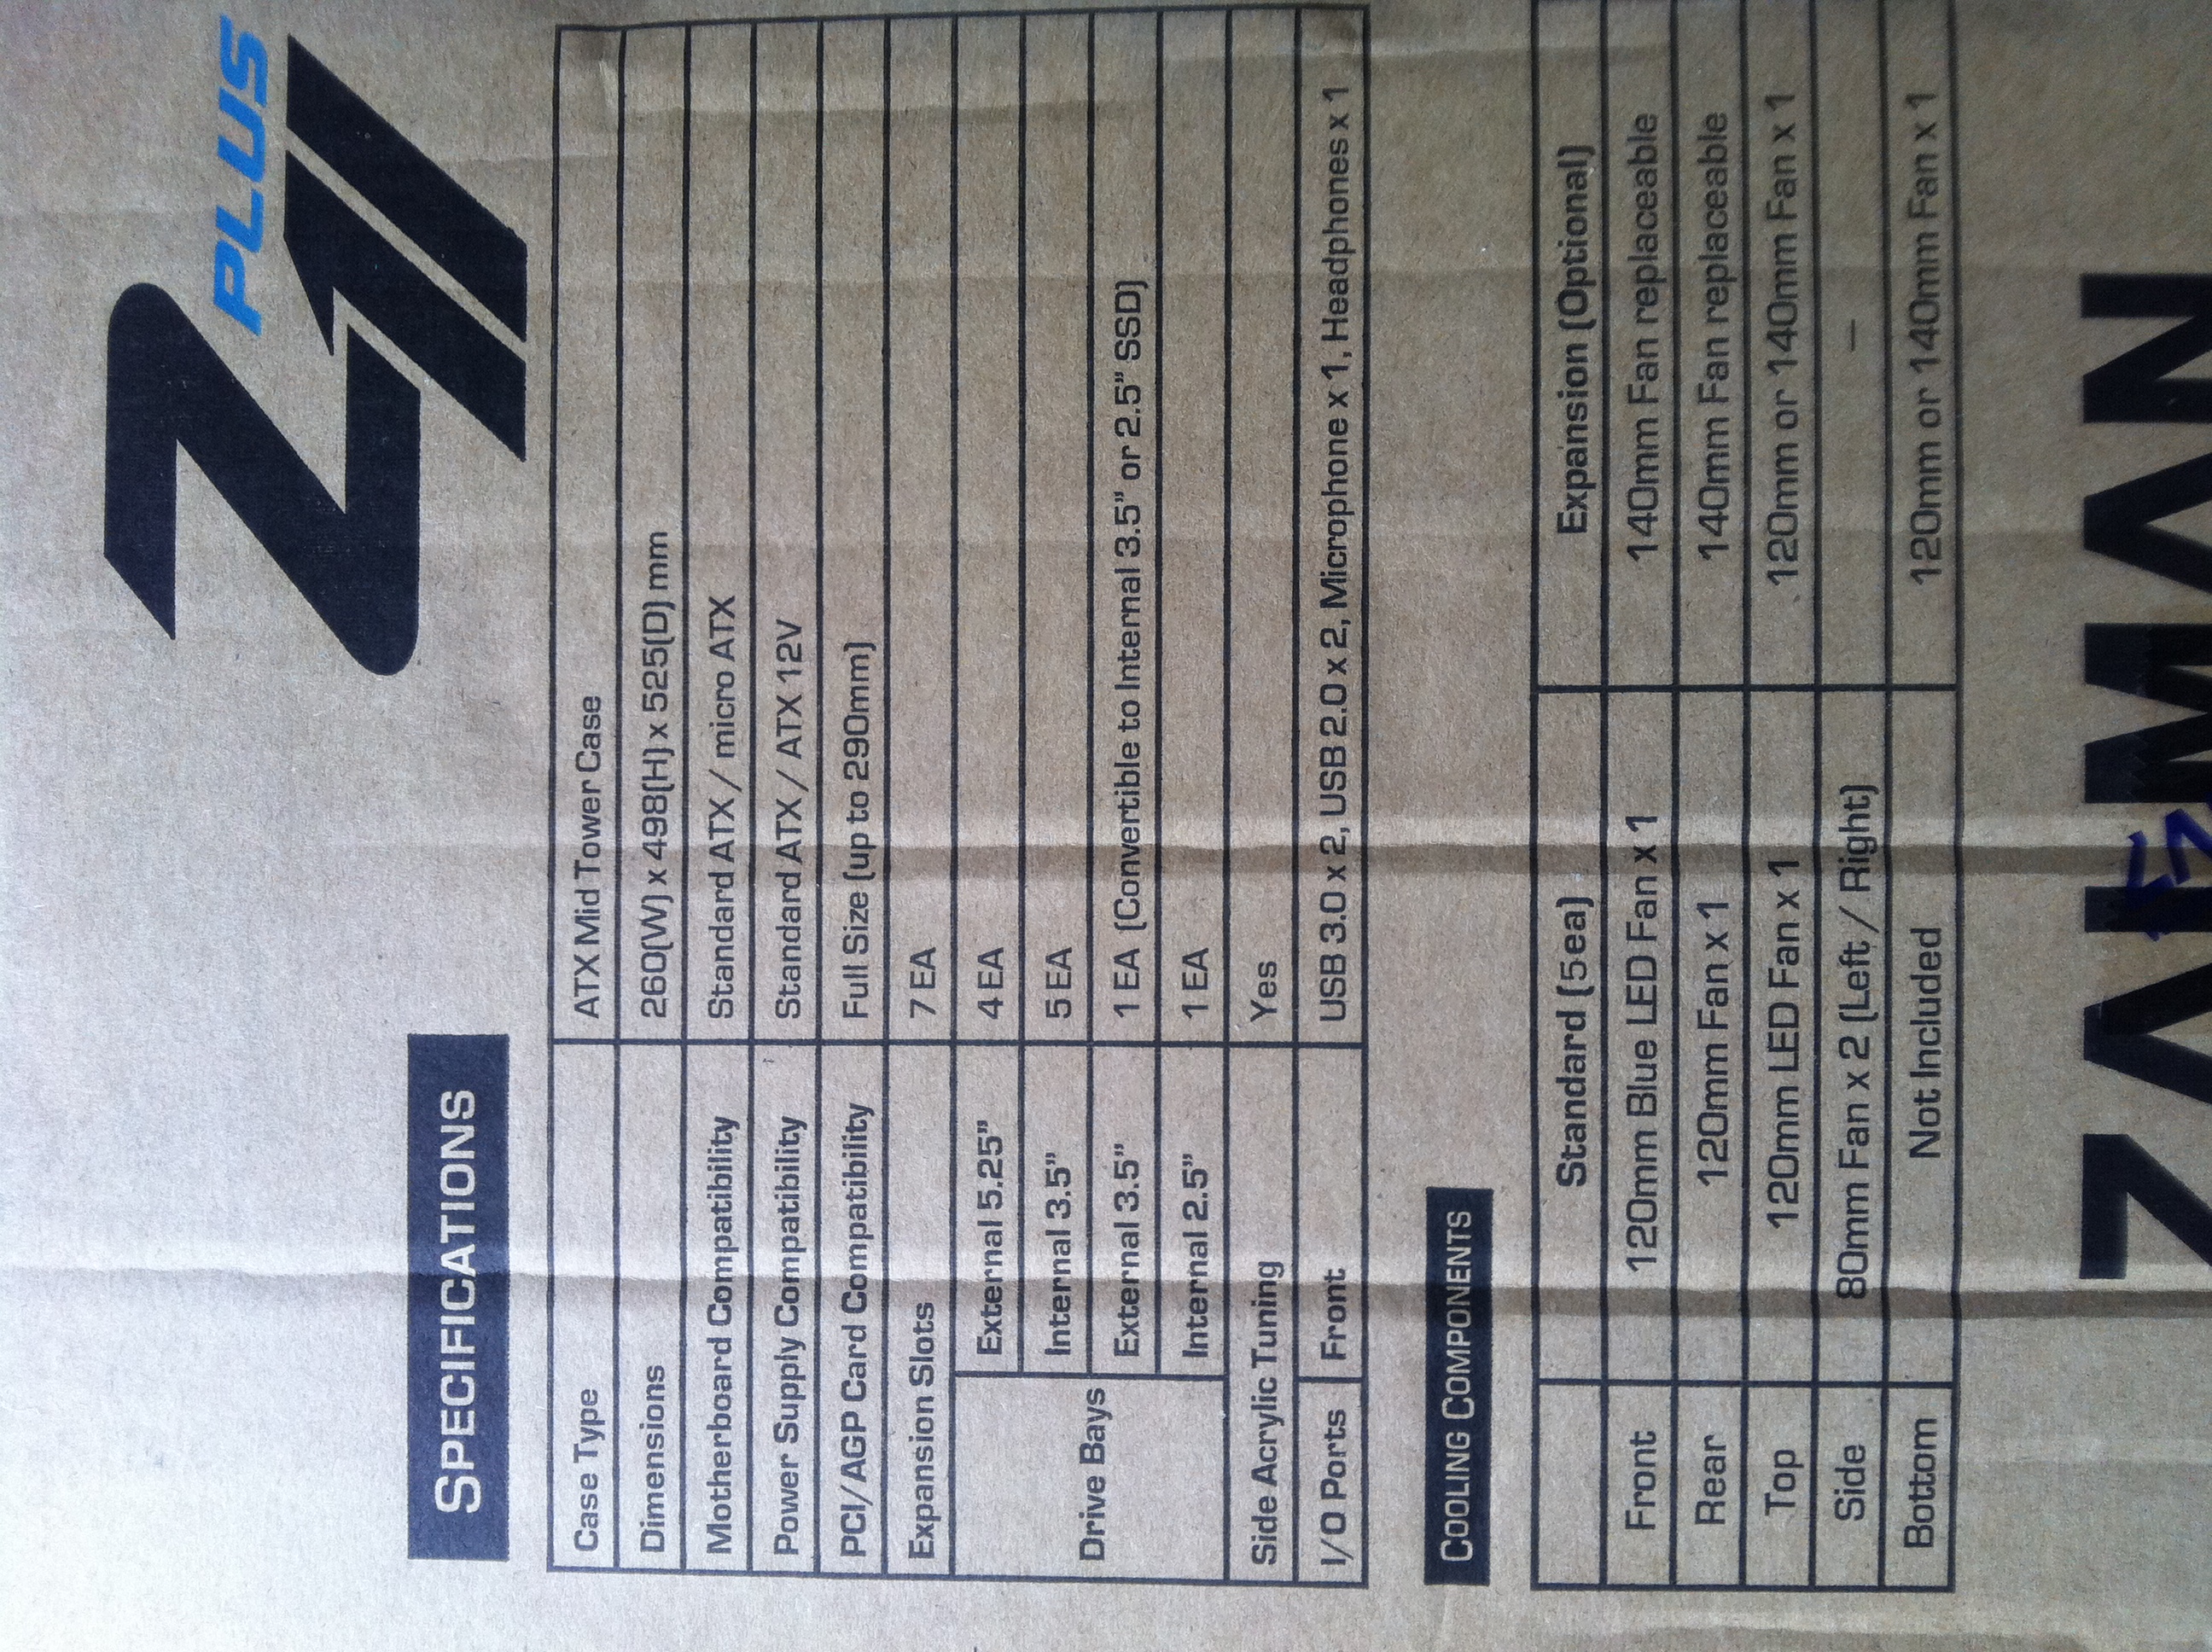 Z11 PLUS
SPECIFICATIONS
Case Type ATX Mid Tower Case
Dimensions 260(W) x 498(H) x 525(D) mm
Motherboard Compatibility Standard ATX / micro ATX
Power Supply Compatibility Standard ATX / ATX 12V
PCI/AGP Card Compatibility Full Size (up to 290mm)
Expansion Slots 7 EA
Drive Bays External 5.25" 4 EA
Internal 3.5" 5 EA
External 3.5" 1 EA (Convertible to Internal 3.5" or 2.5" SSD)
Internal 2.5" 1 EA
Side Acrylic Tuning Yes
I/O Ports Front USB 3.0 x 2, USB 2.0 x 2, Microphone x 1, Headphones x 1
COOLING COMPONENTS
Standard (5ea) Expansion (Optional)
Front 120mm Blue LED Fan x 1 140mm Fan replaceable
Rear 120mm Fan x 1 140mm Fan replaceable
Top 120mm LED Fan x 1 120mm or 140mm Fan x 1
Side 80mm Fan x 2 (Left / Right) —
Bottom Not Included 120mm or 140mm Fan x 1